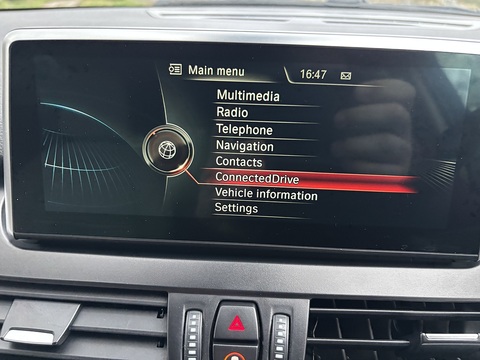 Main menu
16:47
Multimedia
Radio
Telephone
Navigation
Contacts
ConnectedDrive
Vehicle information
Settings